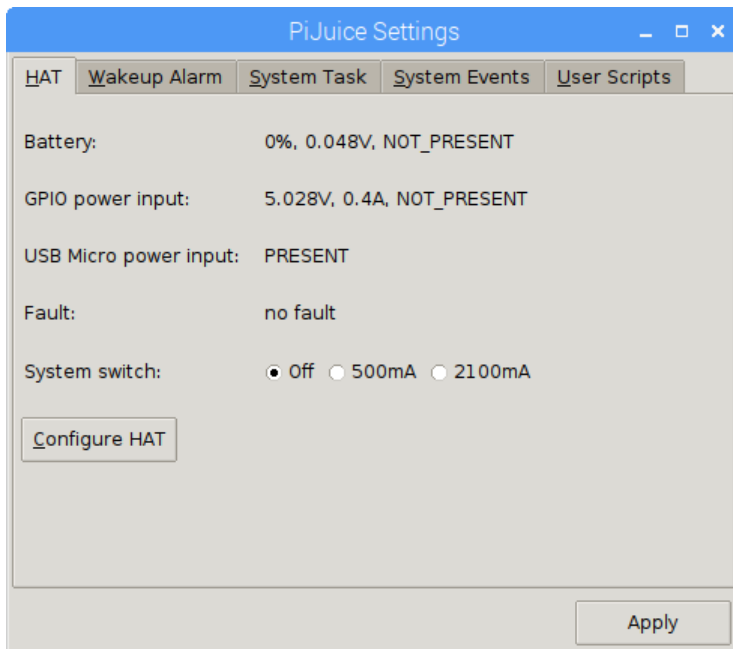 PiJuice Settings
HAT Wakeup Alarm System Task System Events User Scripts
Battery: 0%, 0.048V, NOT_PRESENT
GPIO power input: 5.028V, 0.4A, NOT_PRESENT
USB Micro power input: PRESENT
Fault: no fault
System switch: Off 500mA 2100mA
Configure HAT
Apply